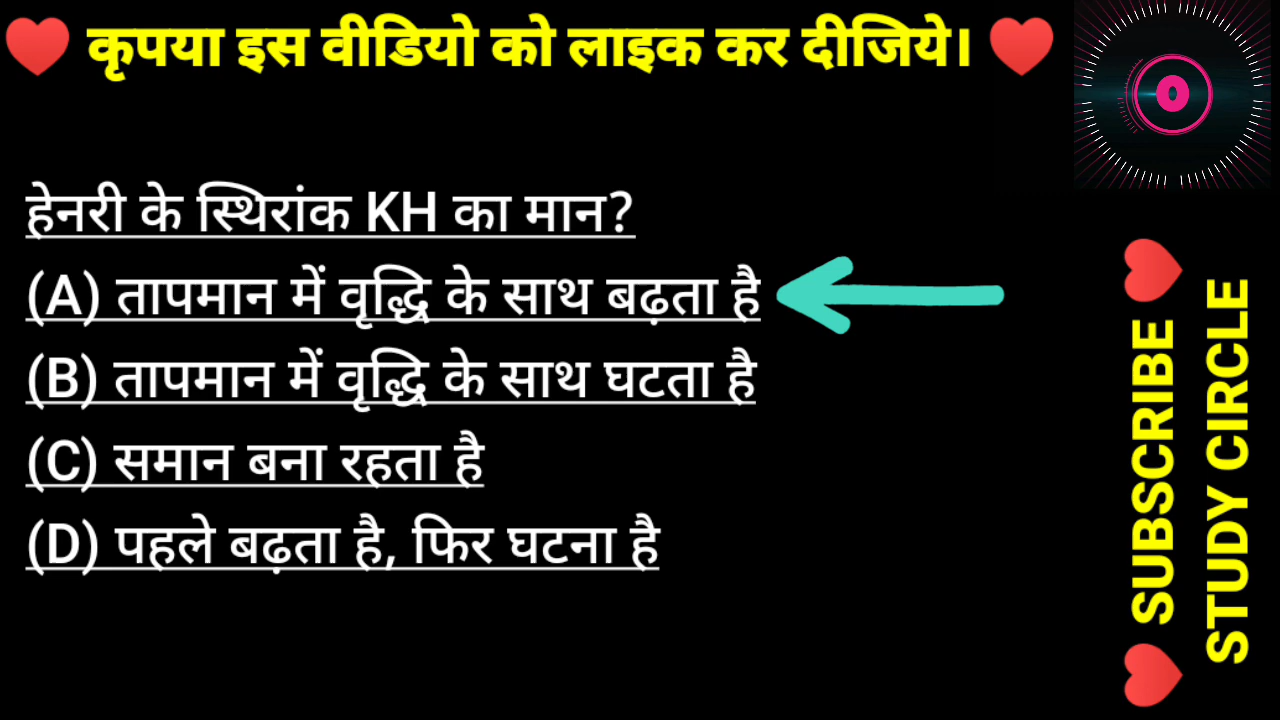 ❤️ कृपया इस वीडियो को लाइक कर दीजिये। ❤️
हेनरी के स्थिरांक KH का मान?
(A) तापमान में वृद्धि के साथ बढ़ता है
(B) तापमान में वृद्धि के साथ घटता है
(C) समान बना रहता है
(D) पहले बढ़ता है, फिर घटना है
❤️ SUBSCRIBE ❤️
STUDY CIRCLE